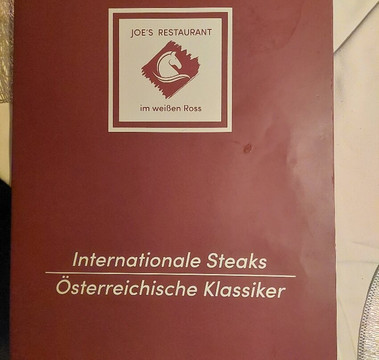 JOE'S RESTAURANT
im weißen Ross
Internationale Steaks
Österreichische Klassiker